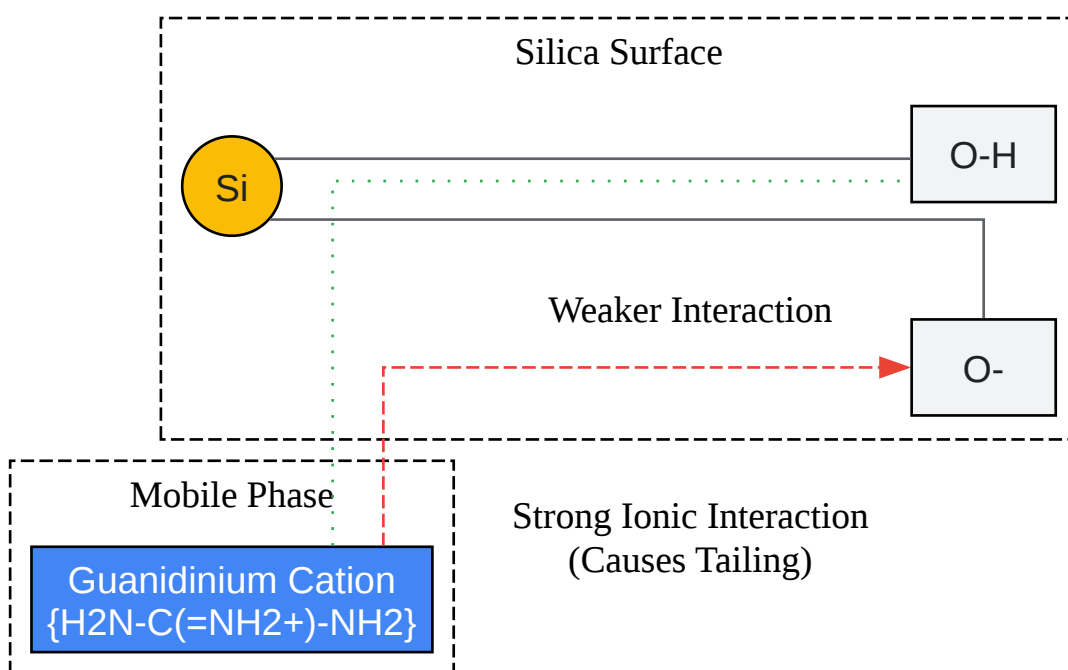 Silica Surface
O-H
Si
Weaker Interaction
O-
Mobile Phase
Strong Ionic Interaction
(Causes Tailing)
Guanidinium Cation
{H2N-C(=NH2+)-NH2}